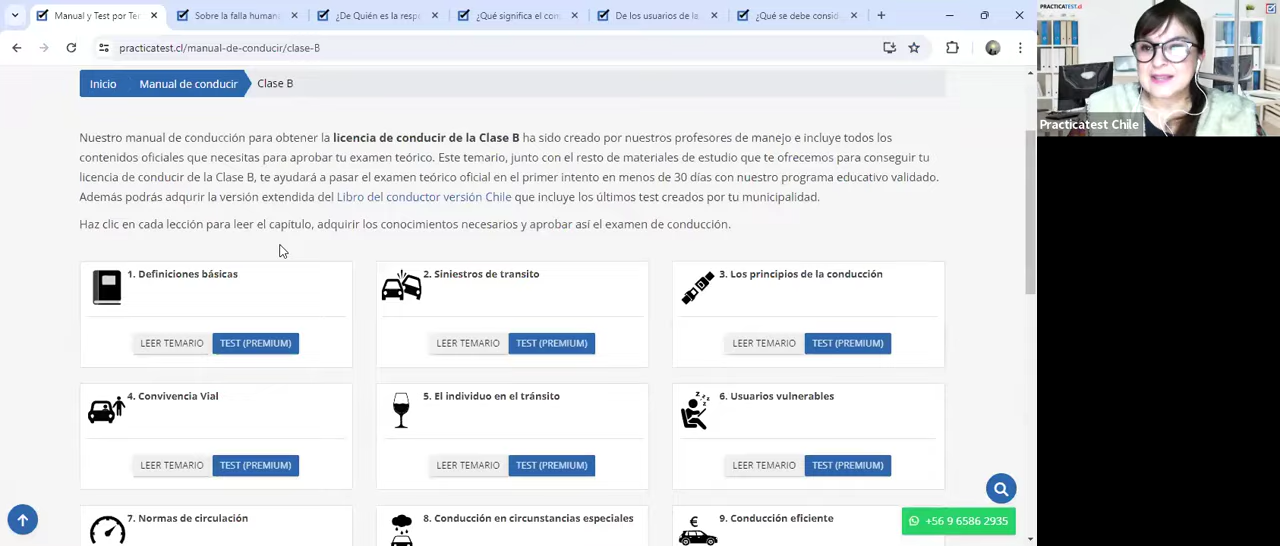 Manual y Test por Ter
Sobre la falla humana
¿Quién es la respo
¿Qué significa el cond
De los usuarios de la
¿Qué se debe consid
practicatest.cl/manual-de-conducir/clase-B
PRACTICATEST.cl
Practicatest Chile
Inicio
Manual de conducir
Clase B
Nuestro manual de conducción para la licencia de conducir de la Clase B ha sido creado por nuestros profesores de manejo e incluye todos los
contenidos oficiales que necesitas para aprobar tu examen teórico. Este temario, junto con el resto de materiales de estudio que te ofrecemos para conseguir tu
licencia de conducir de la Clase B, te ayudará a pasar el examen teórico oficial en el primer intento en menos de 30 días con nuestro programa educativo validado.
Además podrás adqurir la versión extendida del Libro del conductor versión Chile que incluye los últimos test creados por tu municipalidad.
Haz clic en cada lección para leer el capítulo, adquirir los conocimientos necesarios y aprobar así el examen de conducción.
1. Definiciones básicas
LEER TEMARIO
TEST (PREMIUM)
2. Siniestros de transito
LEER TEMARIO
TEST (PREMIUM)
3. Los principios de la conducción
LEER TEMARIO
TEST (PREMIUM)
4. Convivencia Vial
LEER TEMARIO
TEST (PREMIUM)
5. El individuo en el tránsito
LEER TEMARIO
TEST (PREMIUM)
6. Usuarios vulnerables
LEER TEMARIO
TEST (PREMIUM)
7. Normas de circulación
8. Conducción en circunstancias especiales
9. Conducción eficiente
+56 9 6586 2935